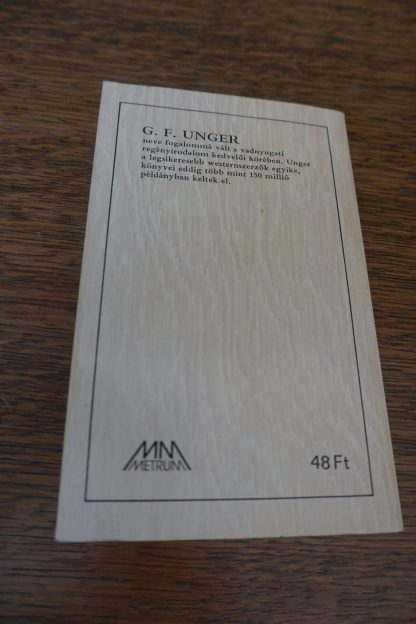 G. F. UNGER
neve fogalommá vált a vadnyugati
regényirodalom kedvelői körében. Unger
a legsikeresebb westernszerzők egyike,
könyvei eddig több mint 150 millió
példányban keltek el.
MM
METRUM
48 Ft